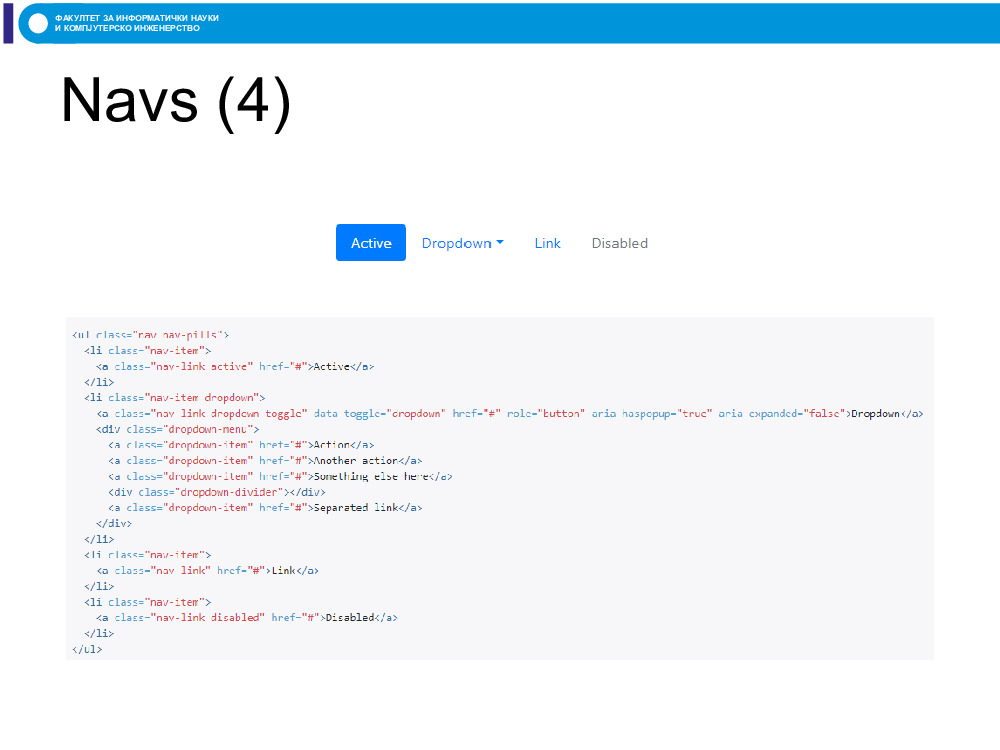 ФАКУЛТЕТ ЗА ИНФОРМАТИЧКИ НАУКИ
И КОМПЈУТЕРСКО ИНЖЕНЕРСТВО
Navs (4)
Active Dropdown Link Disabled
<ul class="nav nav-pills">
  <li class="nav-item">
    <a class="nav-link active" href="#">Active</a>
  </li>
  <li class="nav-item dropdown">
    <a class="nav-link dropdown-toggle" data-toggle="dropdown" href="#" role="button" aria-haspopup="true" aria-expanded="false">Dropdown</a>
    <div class="dropdown-menu">
      <a class="dropdown-item" href="#">Action</a>
      <a class="dropdown-item" href="#">Another action</a>
      <a class="dropdown-item" href="#">Something else here</a>
      <div class="dropdown-divider"></div>
      <a class="dropdown-item" href="#">Separated link</a>
    </div>
  </li>
  <li class="nav-item">
    <a class="nav-link" href="#">Link</a>
  </li>
  <li class="nav-item">
    <a class="nav-link disabled" href="#">Disabled</a>
  </li>
</ul>